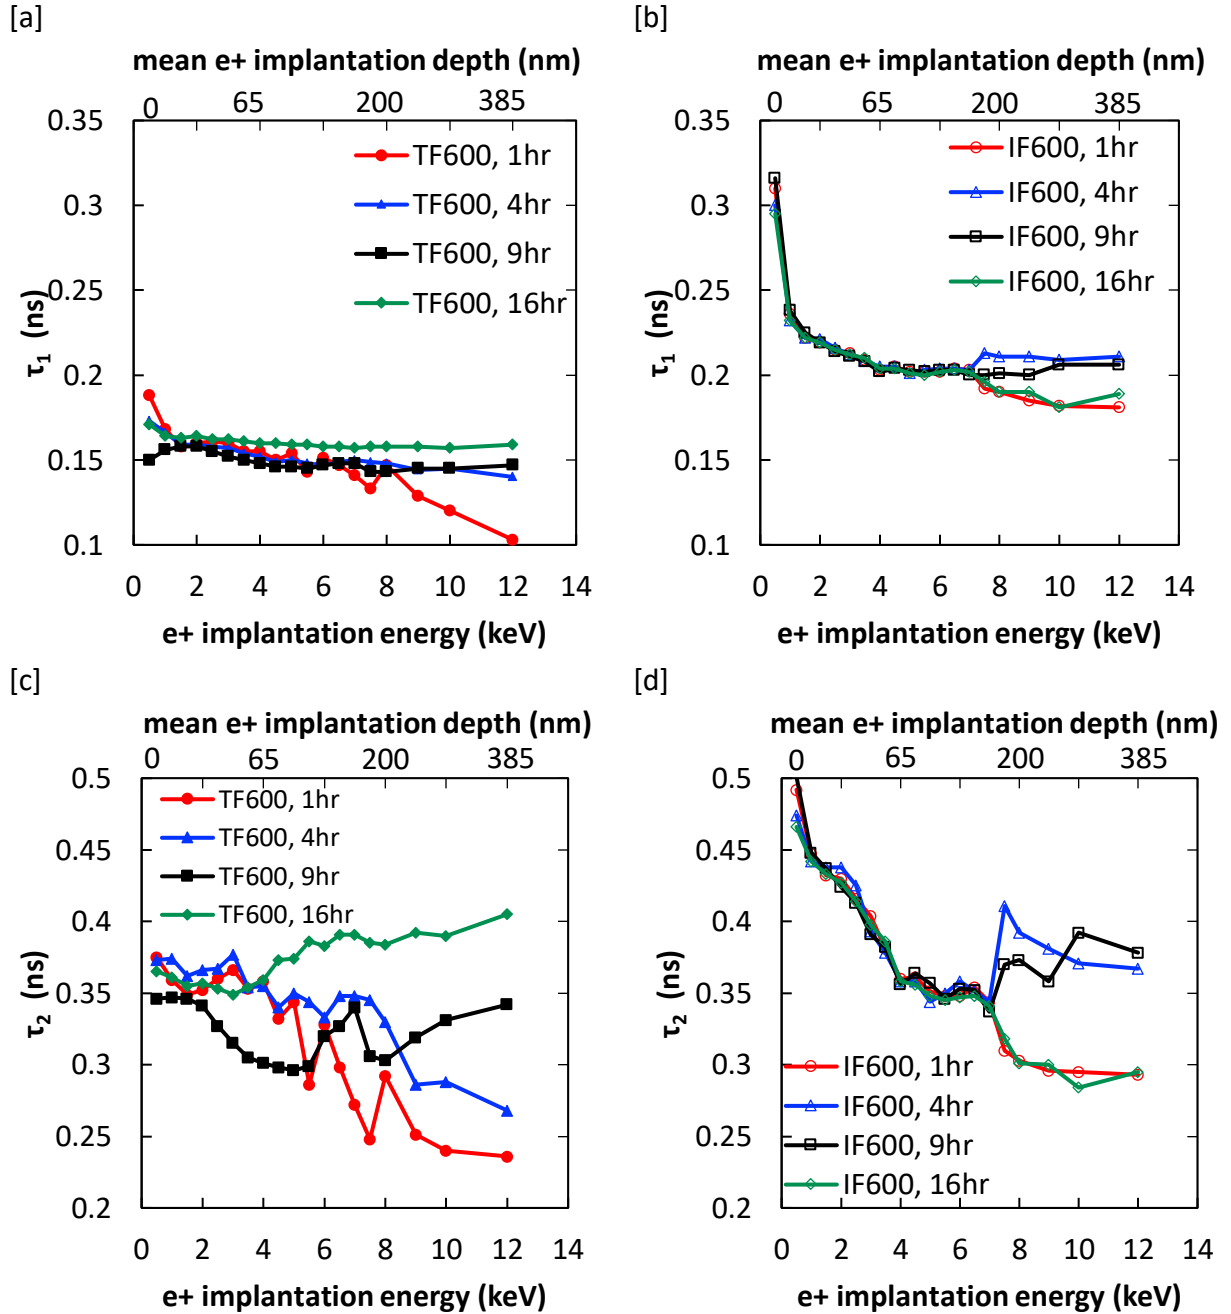 [a]
mean e+ implantation depth (nm)
0 65 200 385
0.35
0.3
0.25
0.2
0.15
0.1
τ1 (ns)
TF600, 1hr
TF600, 4hr
TF600, 9hr
TF600, 16hr
0 2 4 6 8 10 12 14
e+ implantation energy (keV)
[b]
mean e+ implantation depth (nm)
0 65 200 385
0.35
0.3
0.25
0.2
0.15
0.1
τ1 (ns)
IF600, 1hr
IF600, 4hr
IF600, 9hr
IF600, 16hr
0 2 4 6 8 10 12 14
e+ implantation energy (keV)
[c]
mean e+ implantation depth (nm)
0 65 200 385
0.5
0.45
0.4
0.35
0.3
0.25
0.2
τ2 (ns)
TF600, 1hr
TF600, 4hr
TF600, 9hr
TF600, 16hr
0 2 4 6 8 10 12 14
e+ implantation energy (keV)
[d]
mean e+ implantation depth (nm)
0 65 200 385
0.5
0.45
0.4
0.35
0.3
0.25
0.2
τ2 (ns)
IF600, 1hr
IF600, 4hr
IF600, 9hr
IF600, 16hr
0 2 4 6 8 10 12 14
e+ implantation energy (keV)